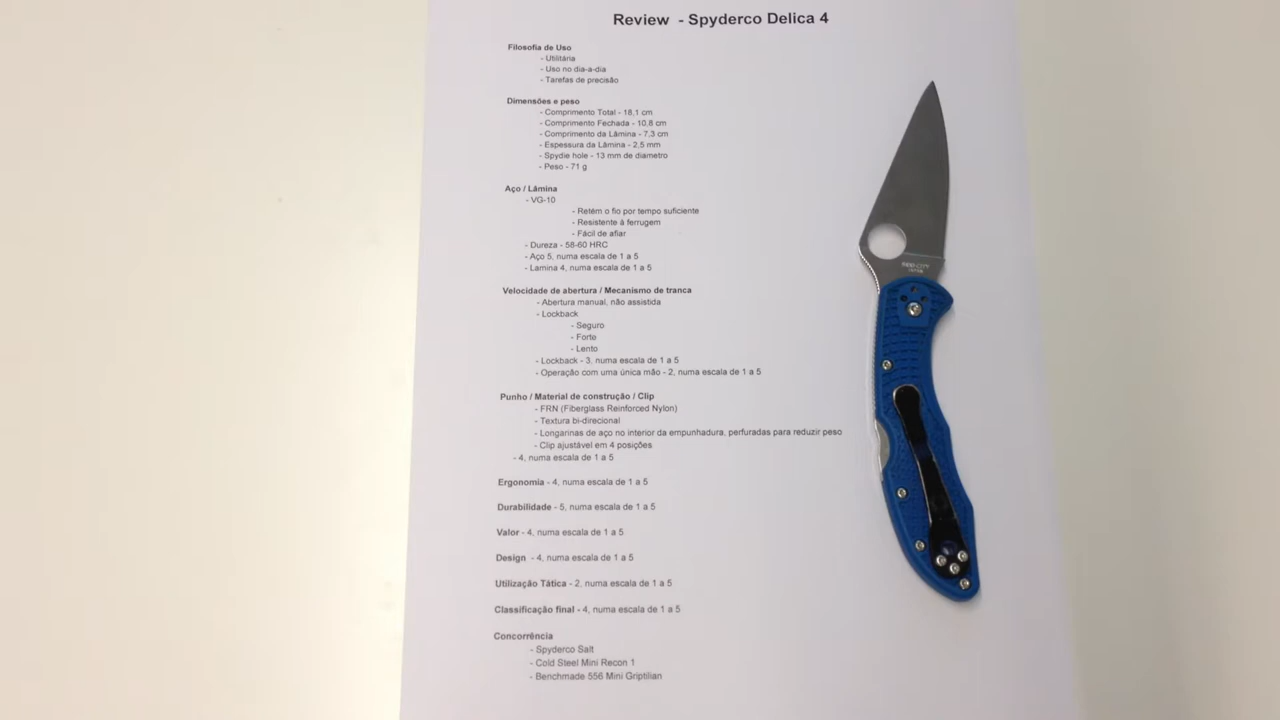 Review - Spyderco Delica 4
Filosofia de Uso
- Utilitária
- Uso no dia-a-dia
- Tarefas de precisão
Dimensões e peso
- Comprimento Total - 18,1 cm
- Comprimento Fechada - 10,8 cm
- Comprimento da Lâmina - 7,3 cm
- Espessura da Lâmina - 2,5 mm
- Spydie hole - 13 mm de diametro
- Peso - 71 g
Aço / Lâmina
- VG-10
- Retém o fio por tempo suficiente
- Resistente à ferrugem
- Fácil de afiar
- Dureza - 58-60 HRC
- Aço 5, numa escala de 1 a 5
- Lamina 4, numa escala de 1 a 5
Velocidade de abertura / Mecanismo de tranca
- Abertura manual, não assistida
- Lockback
- Seguro
- Forte
- Lento
- Lockback - 3, numa escala de 1 a 5
- Operação com uma única mão - 2, numa escala de 1 a 5
Punho / Material de construção / Clip
- FRN (Fiberglass Reinforced Nylon)
- Textura bi-direcional
- Longarinas de aço no interior da empunhadura, perfuradas para reduzir peso
- Clip ajustável em 4 posições
- 4, numa escala de 1 a 5
Ergonomia - 4, numa escala de 1 a 5
Durabilidade - 5, numa escala de 1 a 5
Valor - 4, numa escala de 1 a 5
Design - 4, numa escala de 1 a 5
Utilização Tática - 2, numa escala de 1 a 5
Classificação final - 4, numa escala de 1 a 5
Concorrência
- Spyderco Salt
- Cold Steel Mini Recon 1
- Benchmade 556 Mini Griptilian
SEKI-CITY
JAPAN